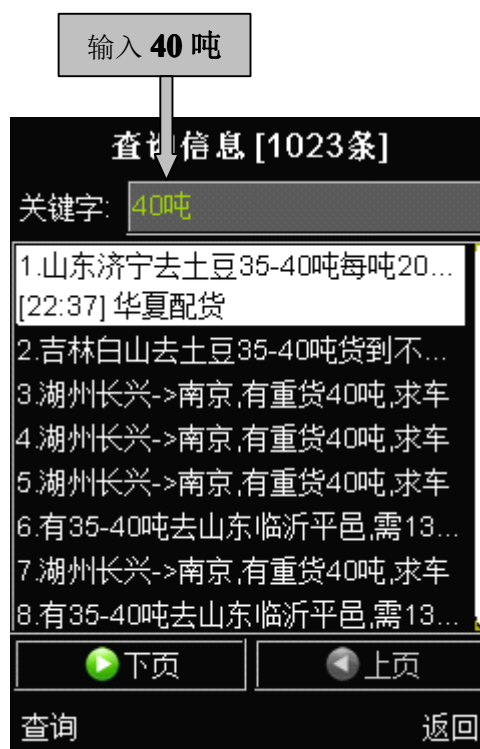 输入 40 吨
查询信息 [1023条]
关键字: 40吨
1.山东济宁去土豆35-40吨每吨20...
[22:37] 华夏配货
2.吉林白山去土豆35-40吨货到不...
3.湖州长兴->南京,有重货40吨,求车
4.湖州长兴->南京,有重货40吨,求车
5.湖州长兴->南京,有重货40吨,求车
6.有35-40吨去山东临沂平邑,需13...
7.湖州长兴->南京,有重货40吨,求车
8.有35-40吨去山东临沂平邑,需13...
下页 上页
查询 返回